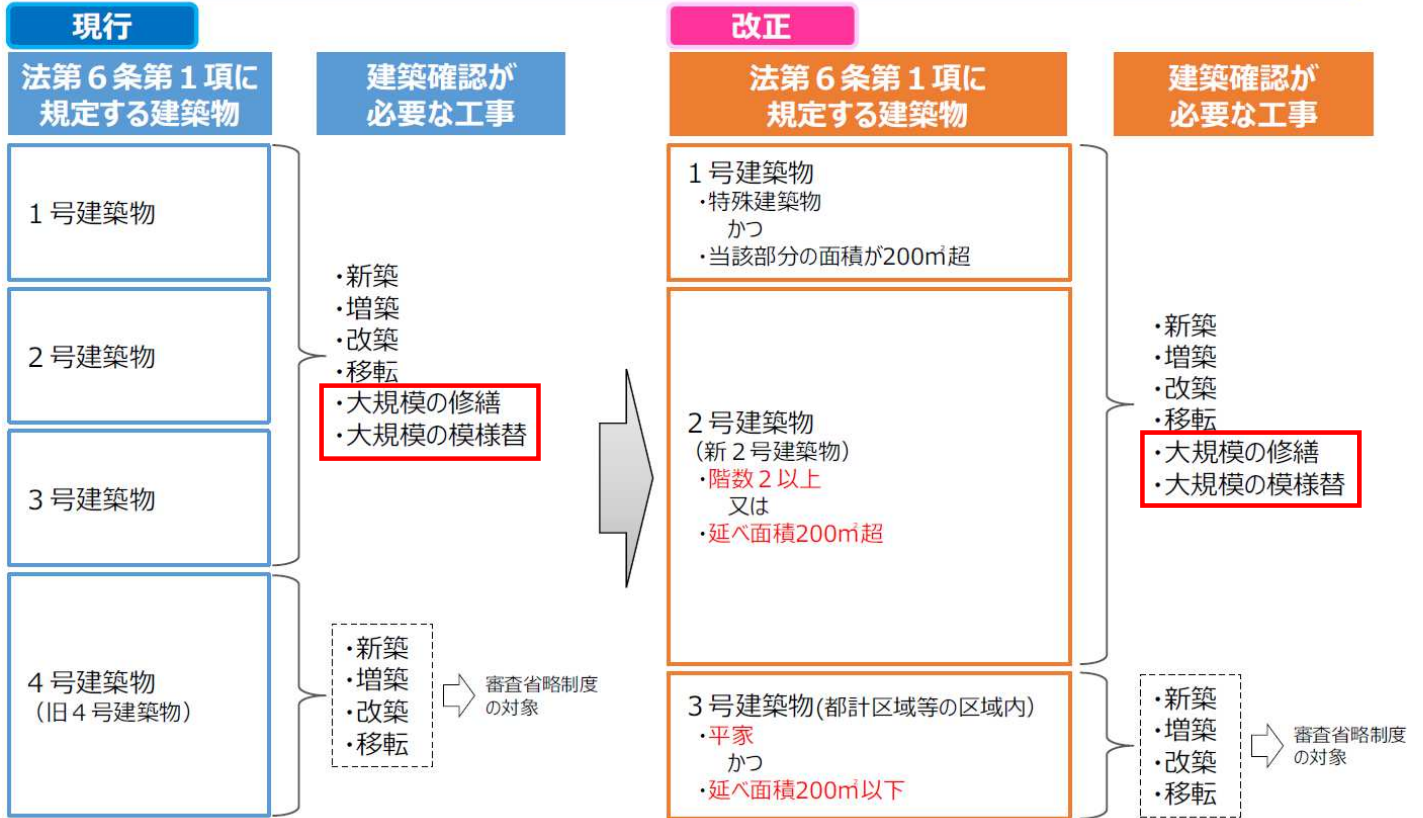 現行
法第6条第1項に
規定する建築物
建築確認が
必要な工事
1号建築物
2号建築物
3号建築物
・新築
・増築
・改築
・移転
・大規模の修繕
・大規模の模様替
4号建築物
（旧4号建築物）
・新築
・増築
・改築
・移転
審査省略制度
の対象
改正
法第6条第1項に
規定する建築物
建築確認が
必要な工事
1号建築物
・特殊建築物
かつ
・当該部分の面積が200㎡超
2号建築物
（新2号建築物）
・階数2以上
又は
・延べ面積200㎡超
・新築
・増築
・改築
・移転
・大規模の修繕
・大規模の模様替
3号建築物(都計区域等の区域内)
・平家
かつ
・延べ面積200㎡以下
・新築
・増築
・改築
・移転
審査省略制度
の対象